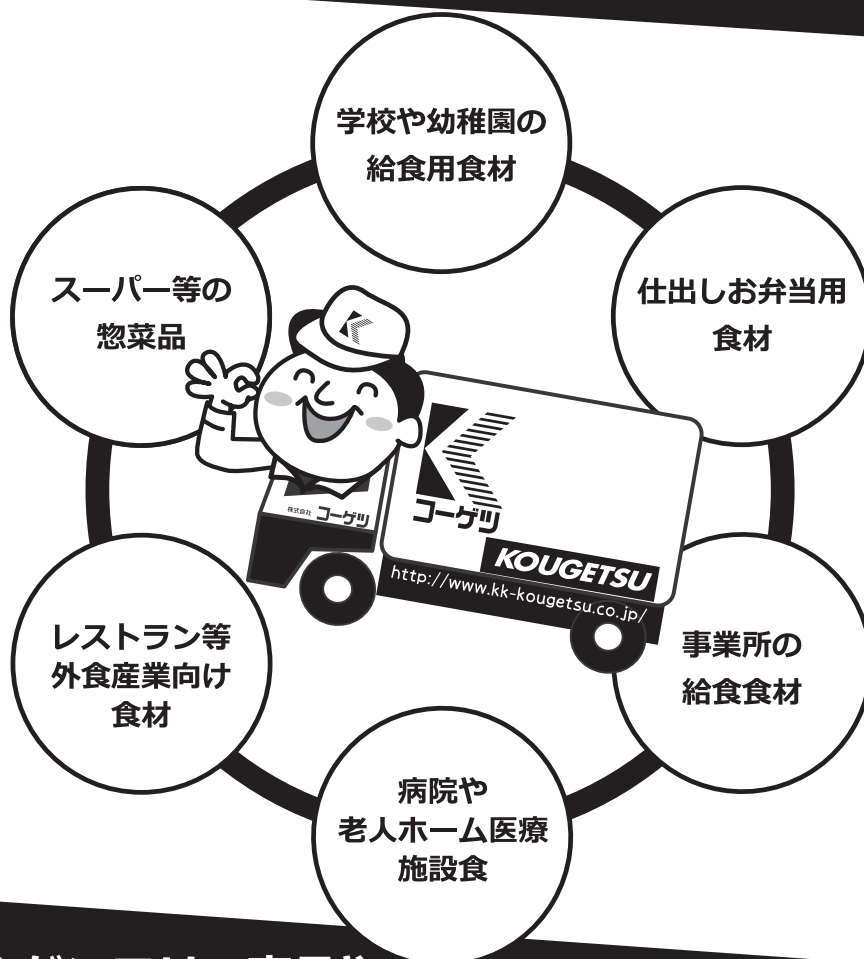 学校や幼稚園の
給食用食材
スーパー等の
惣菜品
仕出しお弁当用
食材
株式会社 コーゲツ
コーゲツ
KOUGETSU
http://www.kk-kougetsu.co.jp/
レストラン等
外食産業向け
食材
事業所の
給食食材
病院や
老人ホーム医療
施設食